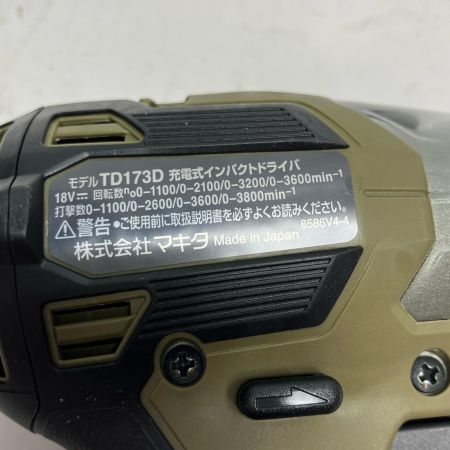 モデル TD173D 充電式インパクトドライバ
18V⎓ 回転数n₀0-1100/0-2100/0-3200/0-3600min⁻¹
打撃数0-1100/0-2600/0-3600/0-3800min⁻¹
⚠警告・ご使用前に取扱説明書を必ずよくお読みください。
8586V4-4
株式会社マキタ Made in Japan